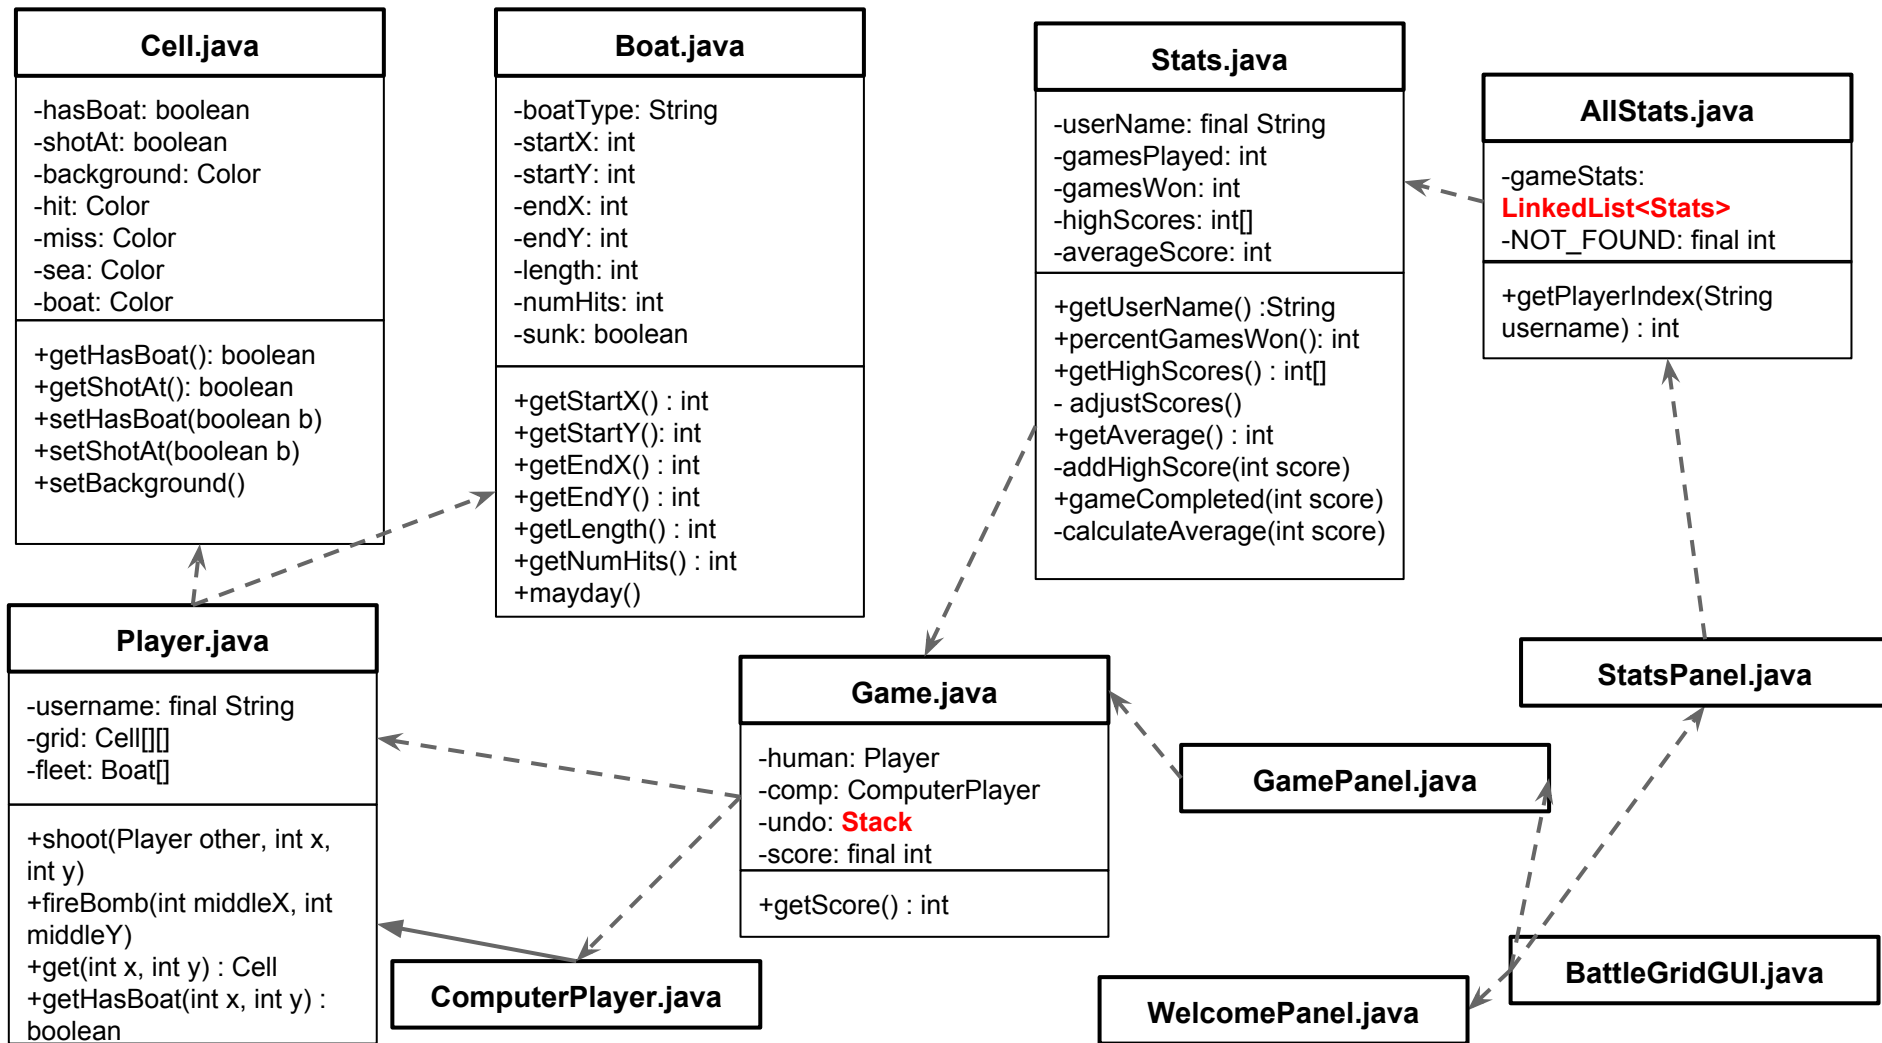 Cell.java
-hasBoat: boolean
-shotAt: boolean
-background: Color
-hit: Color
-miss: Color
-sea: Color
-boat: Color
+getHasBoat(): boolean
+getShotAt(): boolean
+setHasBoat(boolean b)
+setShotAt(boolean b)
+setBackground()
Boat.java
-boatType: String
-startX: int
-startY: int
-endX: int
-endY: int
-length: int
-numHits: int
-sunk: boolean
+getStartX() : int
+getStartY(): int
+getEndX() : int
+getEndY() : int
+getLength() : int
+getNumHits() : int
+mayday()
Stats.java
-userName: final String
-gamesPlayed: int
-gamesWon: int
-highScores: int[]
-averageScore: int
+getUserName() :String
+percentGamesWon(): int
+getHighScores() : int[]
- adjustScores()
+getAverage() : int
-addHighScore(int score)
+gameCompleted(int score)
-calculateAverage(int score)
AllStats.java
-gameStats:
LinkedList<Stats>
-NOT_FOUND: final int
+getPlayerIndex(String
username) : int
Player.java
-username: final String
-grid: Cell[][]
-fleet: Boat[]
+shoot(Player other, int x,
int y)
+fireBomb(int middleX, int
middleY)
+get(int x, int y) : Cell
+getHasBoat(int x, int y) :
boolean
Game.java
-human: Player
-comp: ComputerPlayer
-undo: Stack
-score: final int
+getScore() : int
StatsPanel.java
GamePanel.java
ComputerPlayer.java
WelcomePanel.java
BattleGridGUI.java